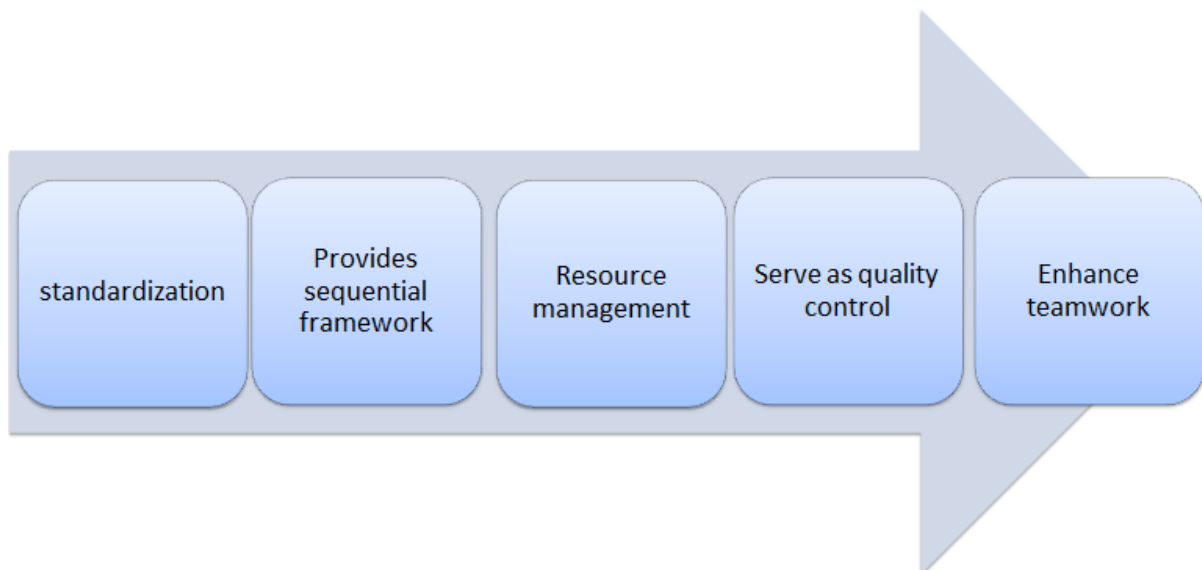 standardization
Provides
sequential
framework
Resource
management
Serve as quality
control
Enhance
teamwork